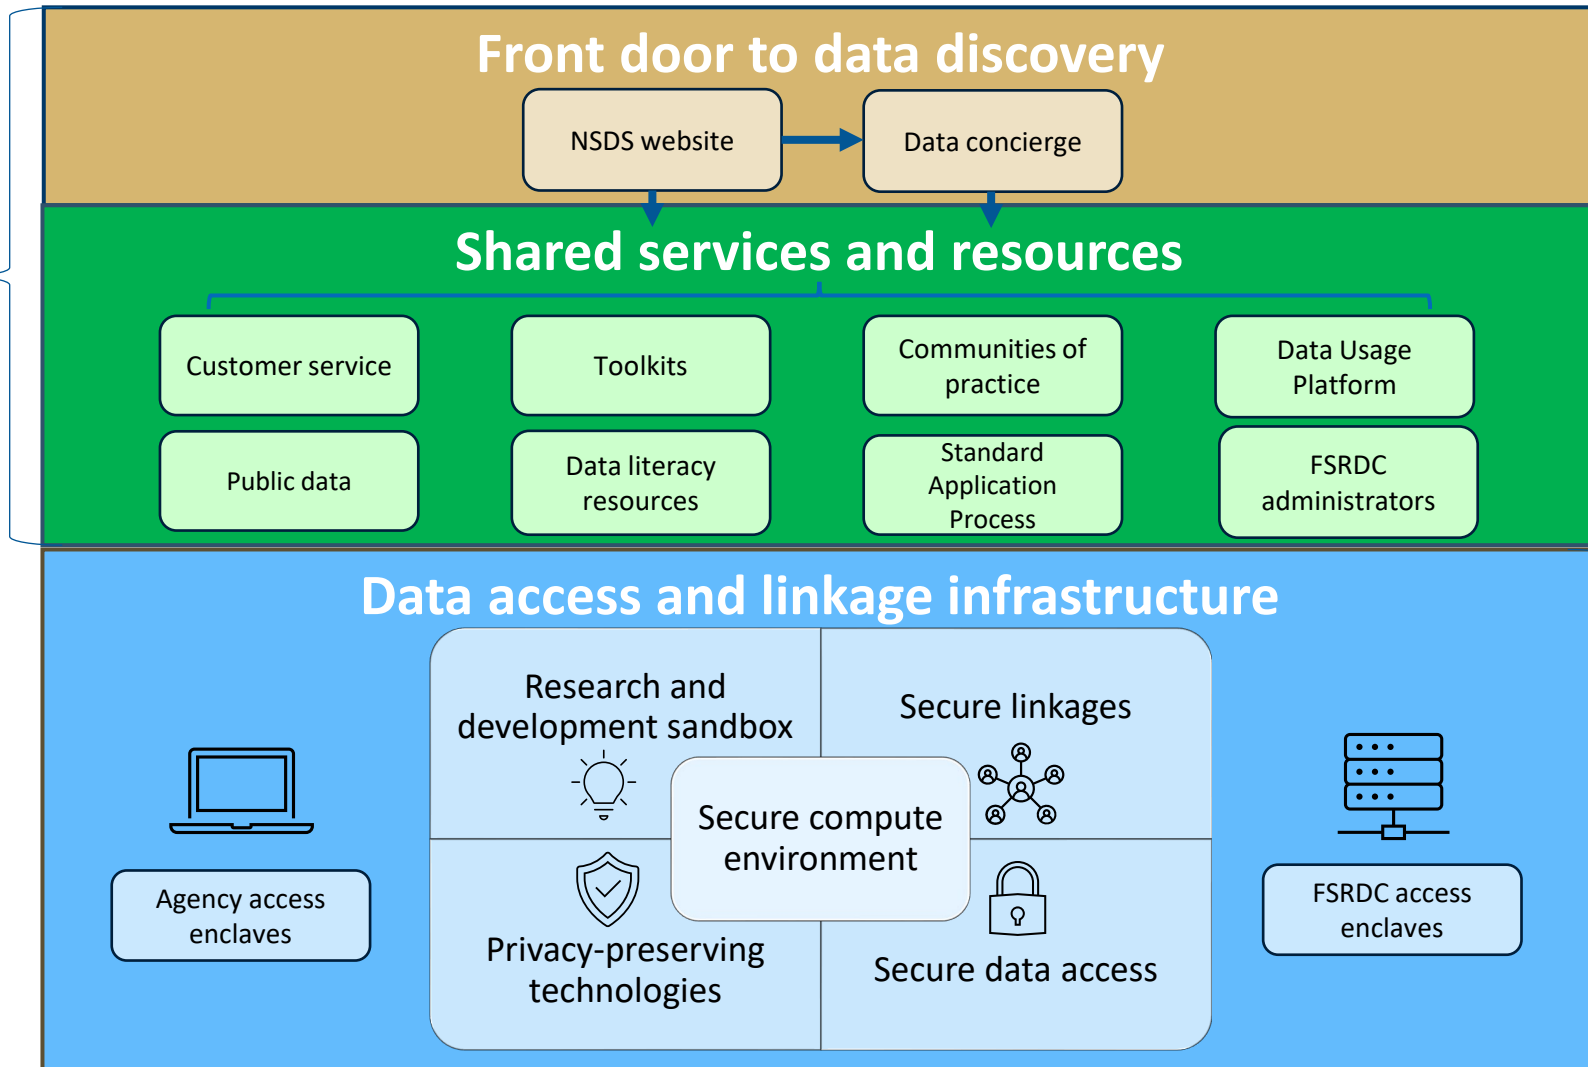 Front door to data discovery
NSDS website
Data concierge
Shared services and resources
Customer service
Toolkits
Communities of
practice
Data Usage
Platform
Public data
Data literacy
resources
Standard
Application
Process
FSRDC
administrators
Data access and linkage infrastructure
Research and
development sandbox
Secure linkages
Secure compute
environment
Agency access
enclaves
FSRDC access
enclaves
Privacy-preserving
technologies
Secure data access